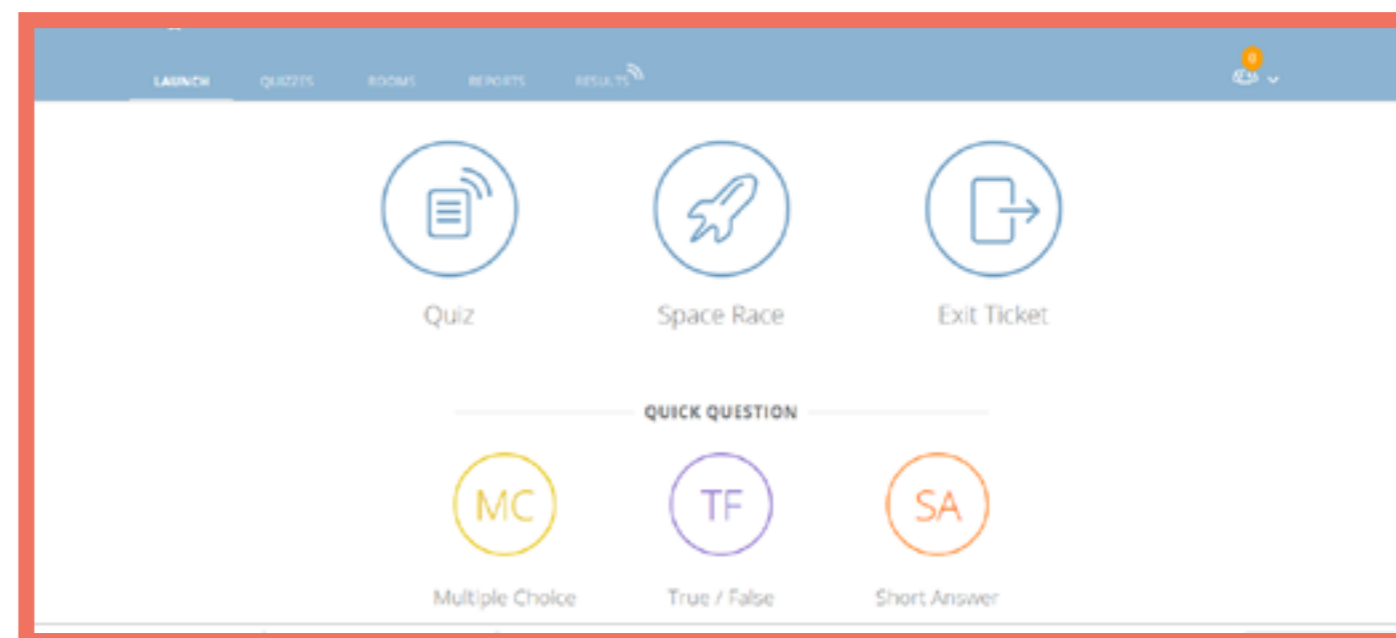 LAUNCH QUIZZES ROOMS REPORTS RESULTS 0
Quiz Space Race Exit Ticket
QUICK QUESTION
MC TF SA
Multiple Choice True / False Short Answer